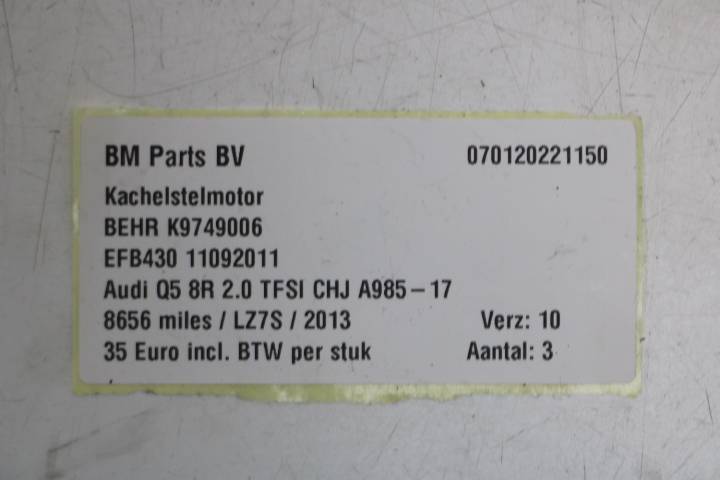 BM Parts BV 070120221150
Kachelstelmotor
BEHR K9749006
EFB430 11092011
Audi Q5 8R 2.0 TFSI CHJ A985-17
8656 miles / LZ7S / 2013 Verz: 10
35 Euro incl. BTW per stuk Aantal: 3